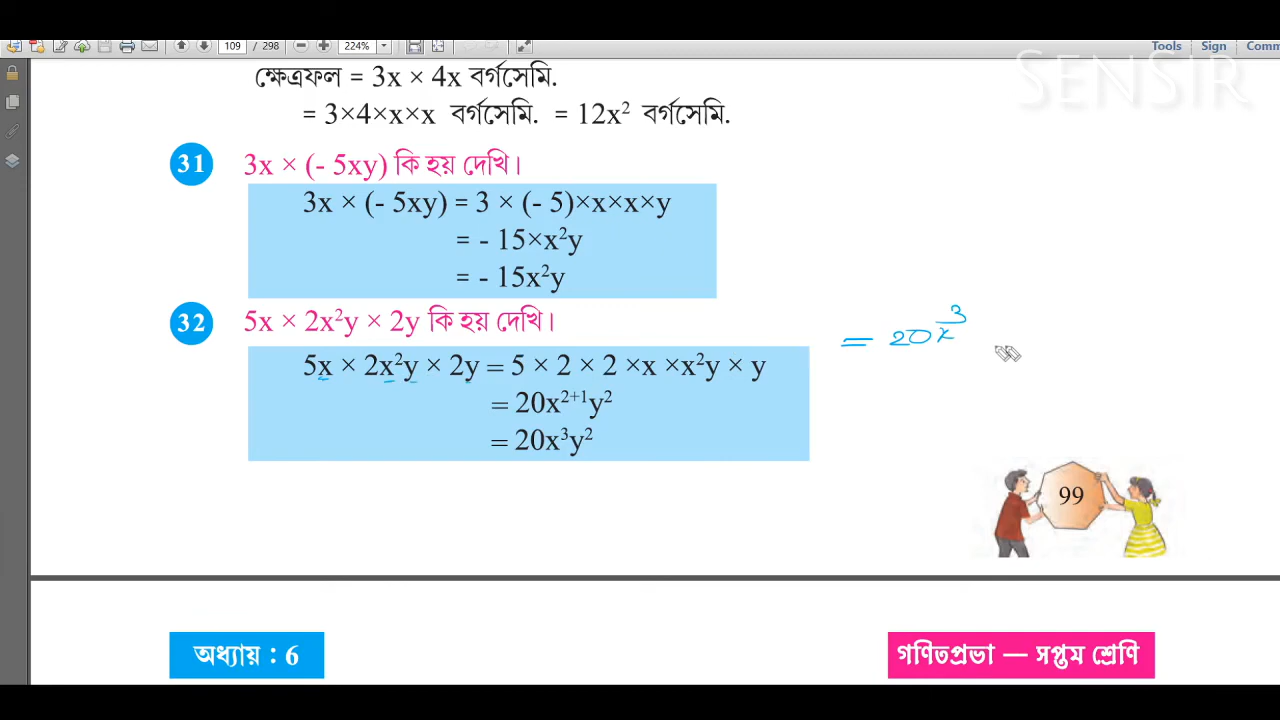 109 / 298 224% Tools Sign Comm
SENSIR
ক্ষেত্রফল = 3x × 4x বর্গসেমি.
= 3×4×x×x বর্গসেমি. = 12x² বর্গসেমি.
31 3x × (- 5xy) কি হয় দেখি।
3x × (- 5xy) = 3 × (- 5)×x×x×y
= - 15×x²y
= - 15x²y
32 5x × 2x²y × 2y কি হয় দেখি।
= 20x³
5x × 2x²y × 2y = 5 × 2 × 2 ×x ×x²y × y
= 20x²⁺¹y²
= 20x³y²
99
অধ্যায় : 6 গণিতপ্রভা — সপ্তম শ্রেণি